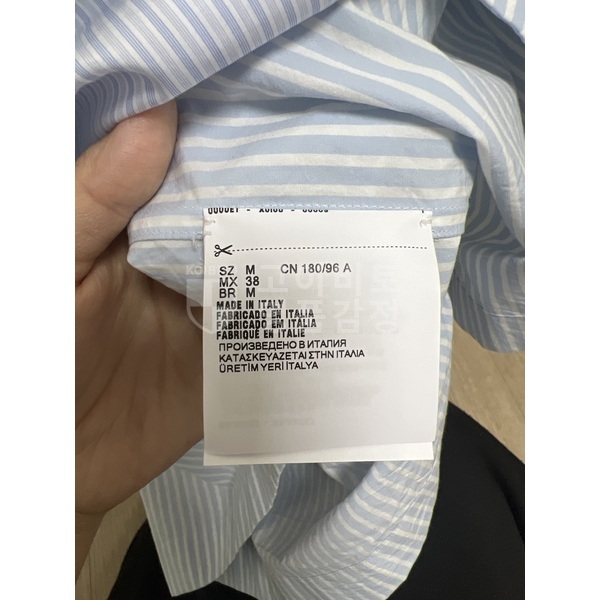 SZ M CN 180/96 A
MX 38
BR M
MADE IN ITALY
FABRICADO EN ITALIA
FABRICADO EM ITÁLIA
FABRIQUÉ EN ITALIE
ПРОИЗВЕДЕНО В ИТАЛИЯ
ΚΑΤΑΣΚΕΥΑΖΕΤΑΙ ΣΤΗΝ ΙΤΑΛΙΑ
ÜRETİM YERİ İTALYA